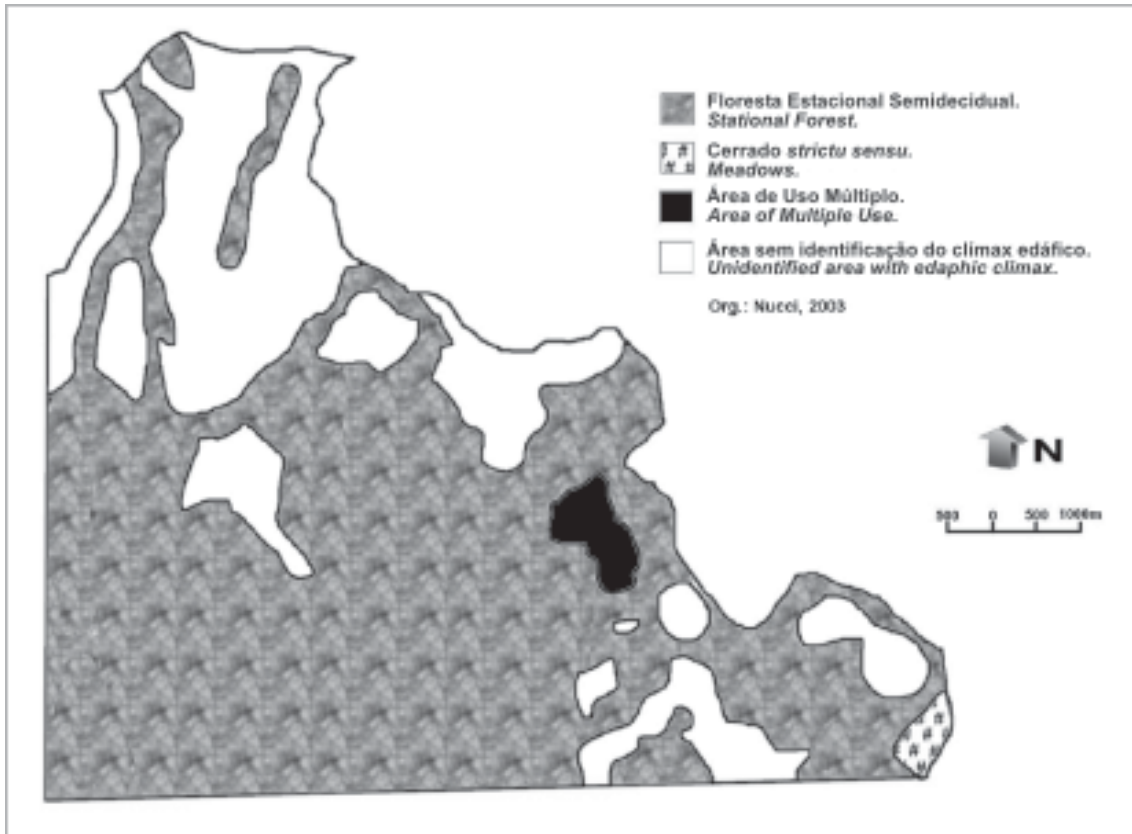 Floresta Estacional Semidecidual.
Stational Forest.
Cerrado strictu sensu.
Meadows.
Área de Uso Múltiplo.
Area of Multiple Use.
Área sem identificação do clímax edáfico.
Unidentified area with edaphic climax.
Org.: Nucci, 2003
N
500 0 500 1000m